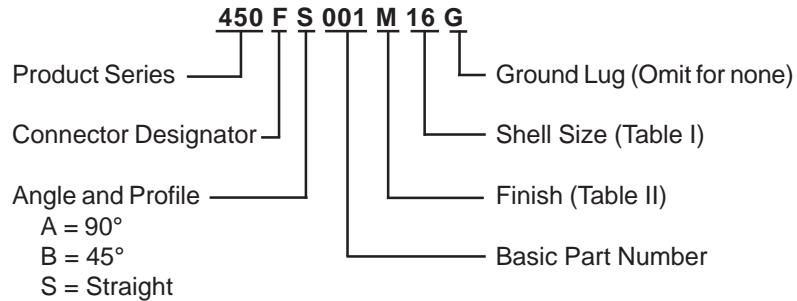 450 F S 001 M 16 G
Product Series
Connector Designator
Angle and Profile
A = 90°
B = 45°
S = Straight
Ground Lug (Omit for none)
Shell Size (Table I)
Finish (Table II)
Basic Part Number